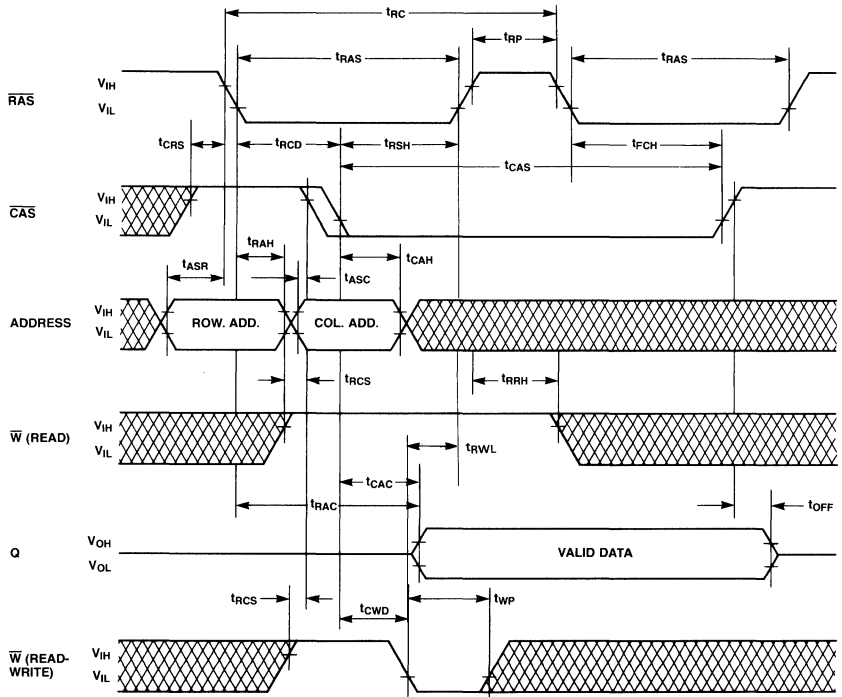 tRC
tRP
tRAS
tRAS
RAS
VIH
VIL
tCRS
tRCD
tRSH
tFCH
tCAS
CAS
VIH
VIL
tRAH
tCAH
tASR
tASC
ADDRESS
VIH
VIL
ROW. ADD.
COL. ADD.
tRCS
tRRH
W (READ)
VIH
VIL
tRWL
tCAC
tRAC
tOFF
Q
VOH
VOL
VALID DATA
tRCS
tCWD
tWP
W (READ-
WRITE)
VIH
VIL